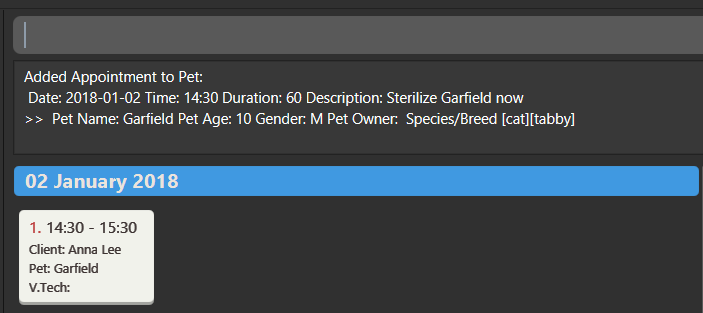 Added Appointment to Pet:
Date: 2018-01-02 Time: 14:30 Duration: 60 Description: Sterilize Garfield now
>> Pet Name: Garfield Pet Age: 10 Gender: M Pet Owner: Species/Breed [cat][tabby]
02 January 2018
1. 14:30 - 15:30
Client: Anna Lee
Pet: Garfield
V.Tech: